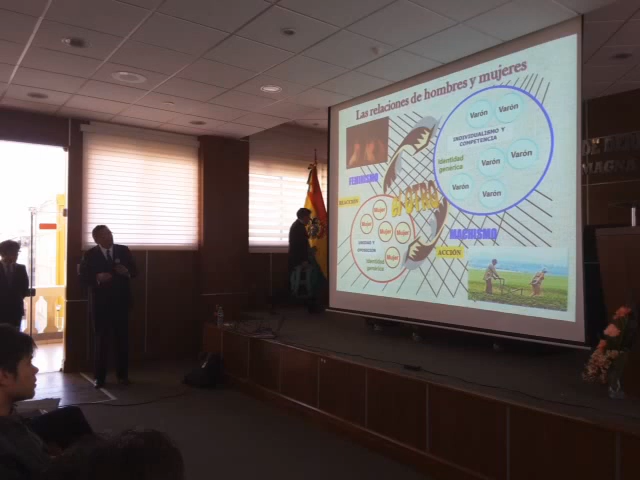 Las relaciones de hombres y mujeres
Varón
Varón
INDIVIDUALISMO Y
COMPETENCIA
Varón
Varón
Varón
Varón
Identidad
genérica
FEMINISMO
REACCIÓN
el OTRO
Mujer
Mujer
Mujer
Mujer
Mujer
Mujer
Identidad
genérica
MACHISMO
ACCIÓN